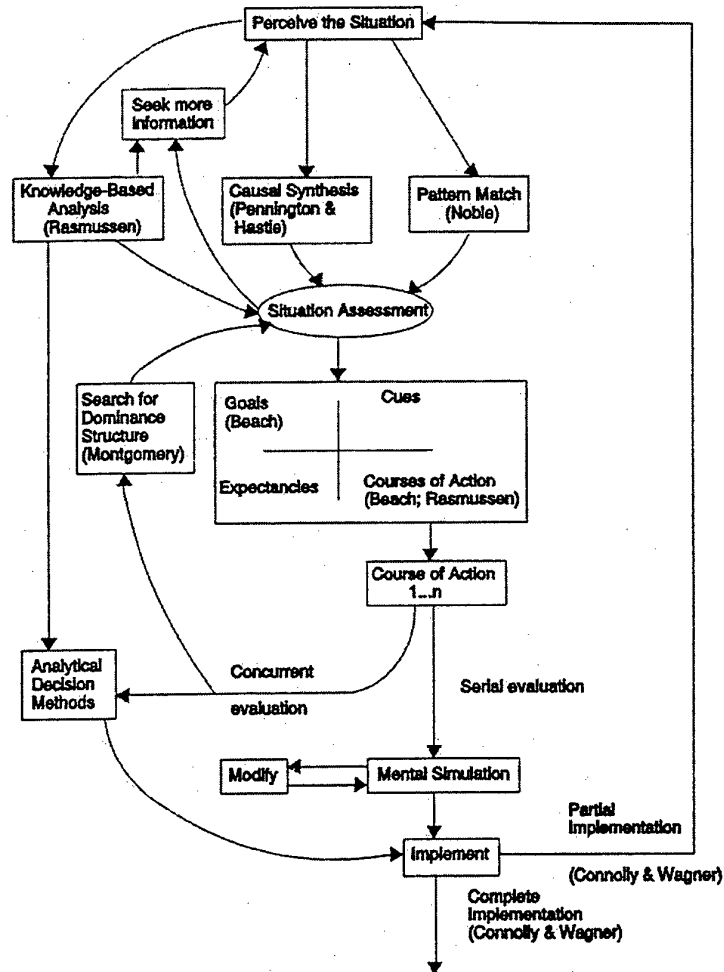 Perceive the Situation
Seek more
Information
Knowledge-Based
Analysis
(Rasmussen)
Causal Synthesis
(Pennington &
Hastie)
Pattern Match
(Noble)
Situation Assessment
Search for
Dominance
Structure
(Montgomery)
Goals
(Beach)
Cues
Expectancies
Courses of Action
(Beach; Rasmussen)
Course of Action
1...n
Analytical
Decision
Methods
Concurrent
evaluation
Serial evaluation
Modify
Mental Simulation
Partial
Implementation
(Connolly & Wagner)
Implement
Complete
Implementation
(Connolly & Wagner)